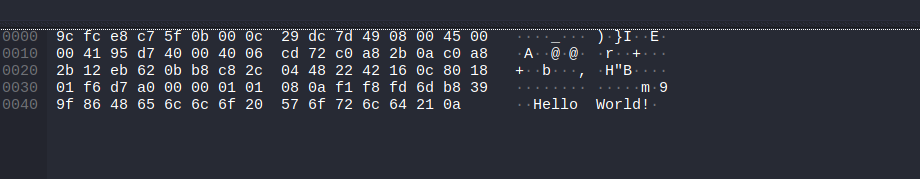 0000 9c fc e8 c7 5f 0b 00 0c 29 dc 7d 49 08 00 45 00 ····_··· )·}I··E·
0010 00 41 95 d7 40 00 40 06 cd 72 c0 a8 2b 0a c0 a8 ·A··@·@· ·r··+···
0020 2b 12 eb 62 0b b8 c8 2c 04 48 22 42 16 0c 80 18 +··b···, ·H"B····
0030 01 f6 d7 a0 00 00 01 01 08 0a f1 f8 fd 6d b8 39 ········ ·····m·9
0040 9f 86 48 65 6c 6c 6f 20 57 6f 72 6c 64 21 0a ··Hello World!·